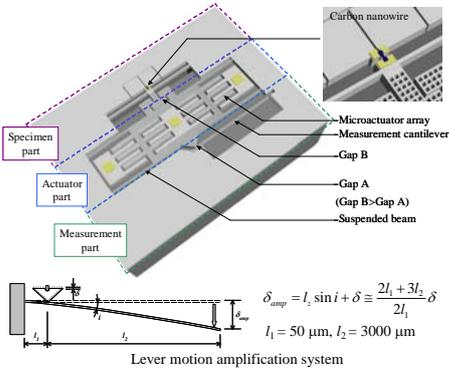 Carbon nanowire
Microactuator array
Measurement cantilever
Gap B
Gap A
(Gap B>Gap A)
Suspended beam
Specimen
part
Actuator
part
Measurement
part
δ
i
δamp
l1
l2
δamp = l2 sin i + δ ≅ (2l1 + 3l2) / (2l1) δ
l1 = 50 μm, l2 = 3000 μm
Lever motion amplification system